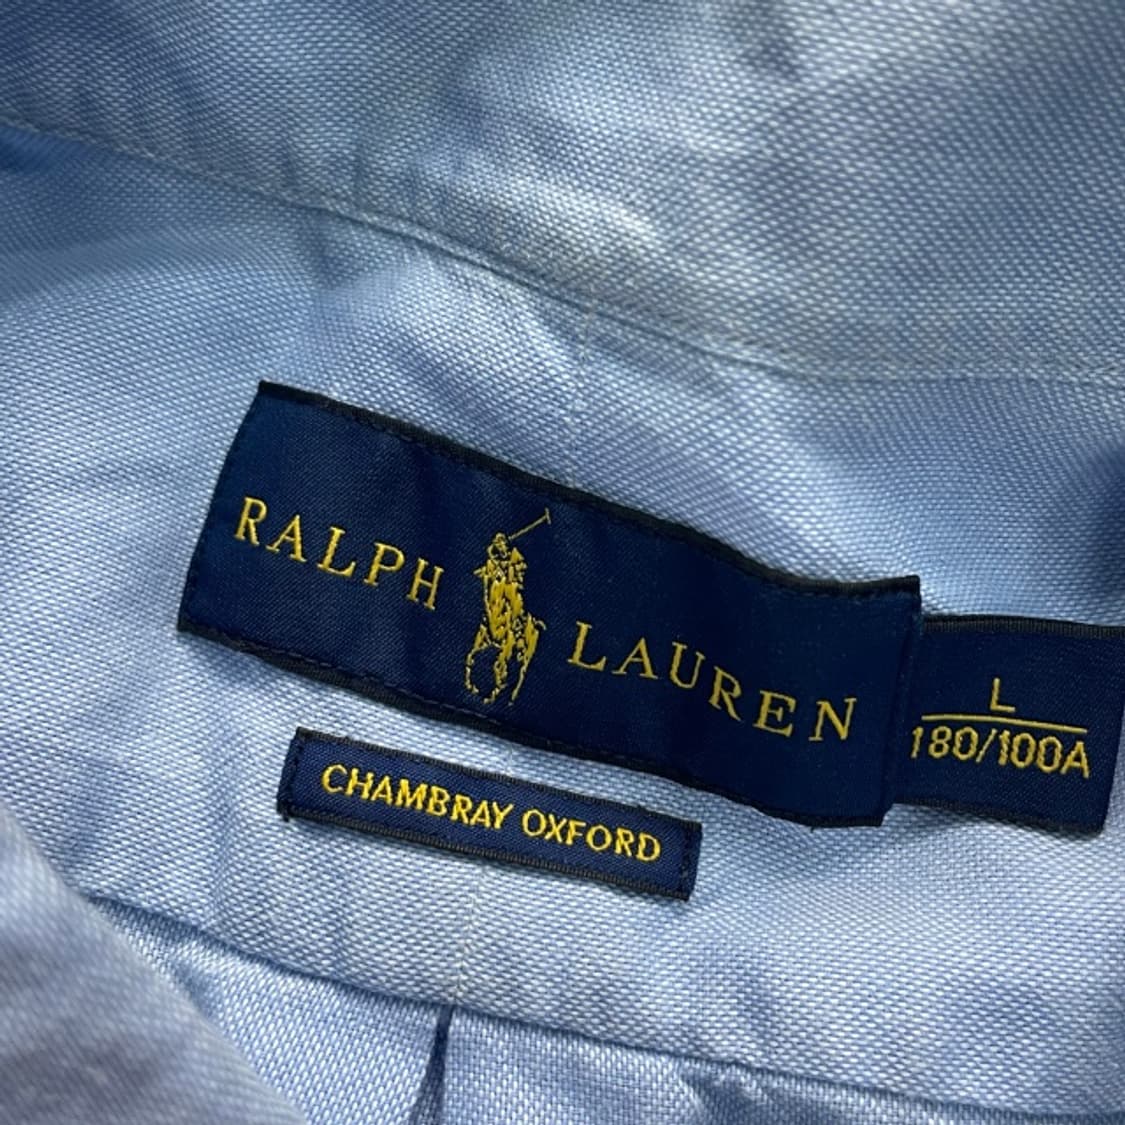 RALPH LAUREN
L
180/100A
CHAMBRAY OXFORD